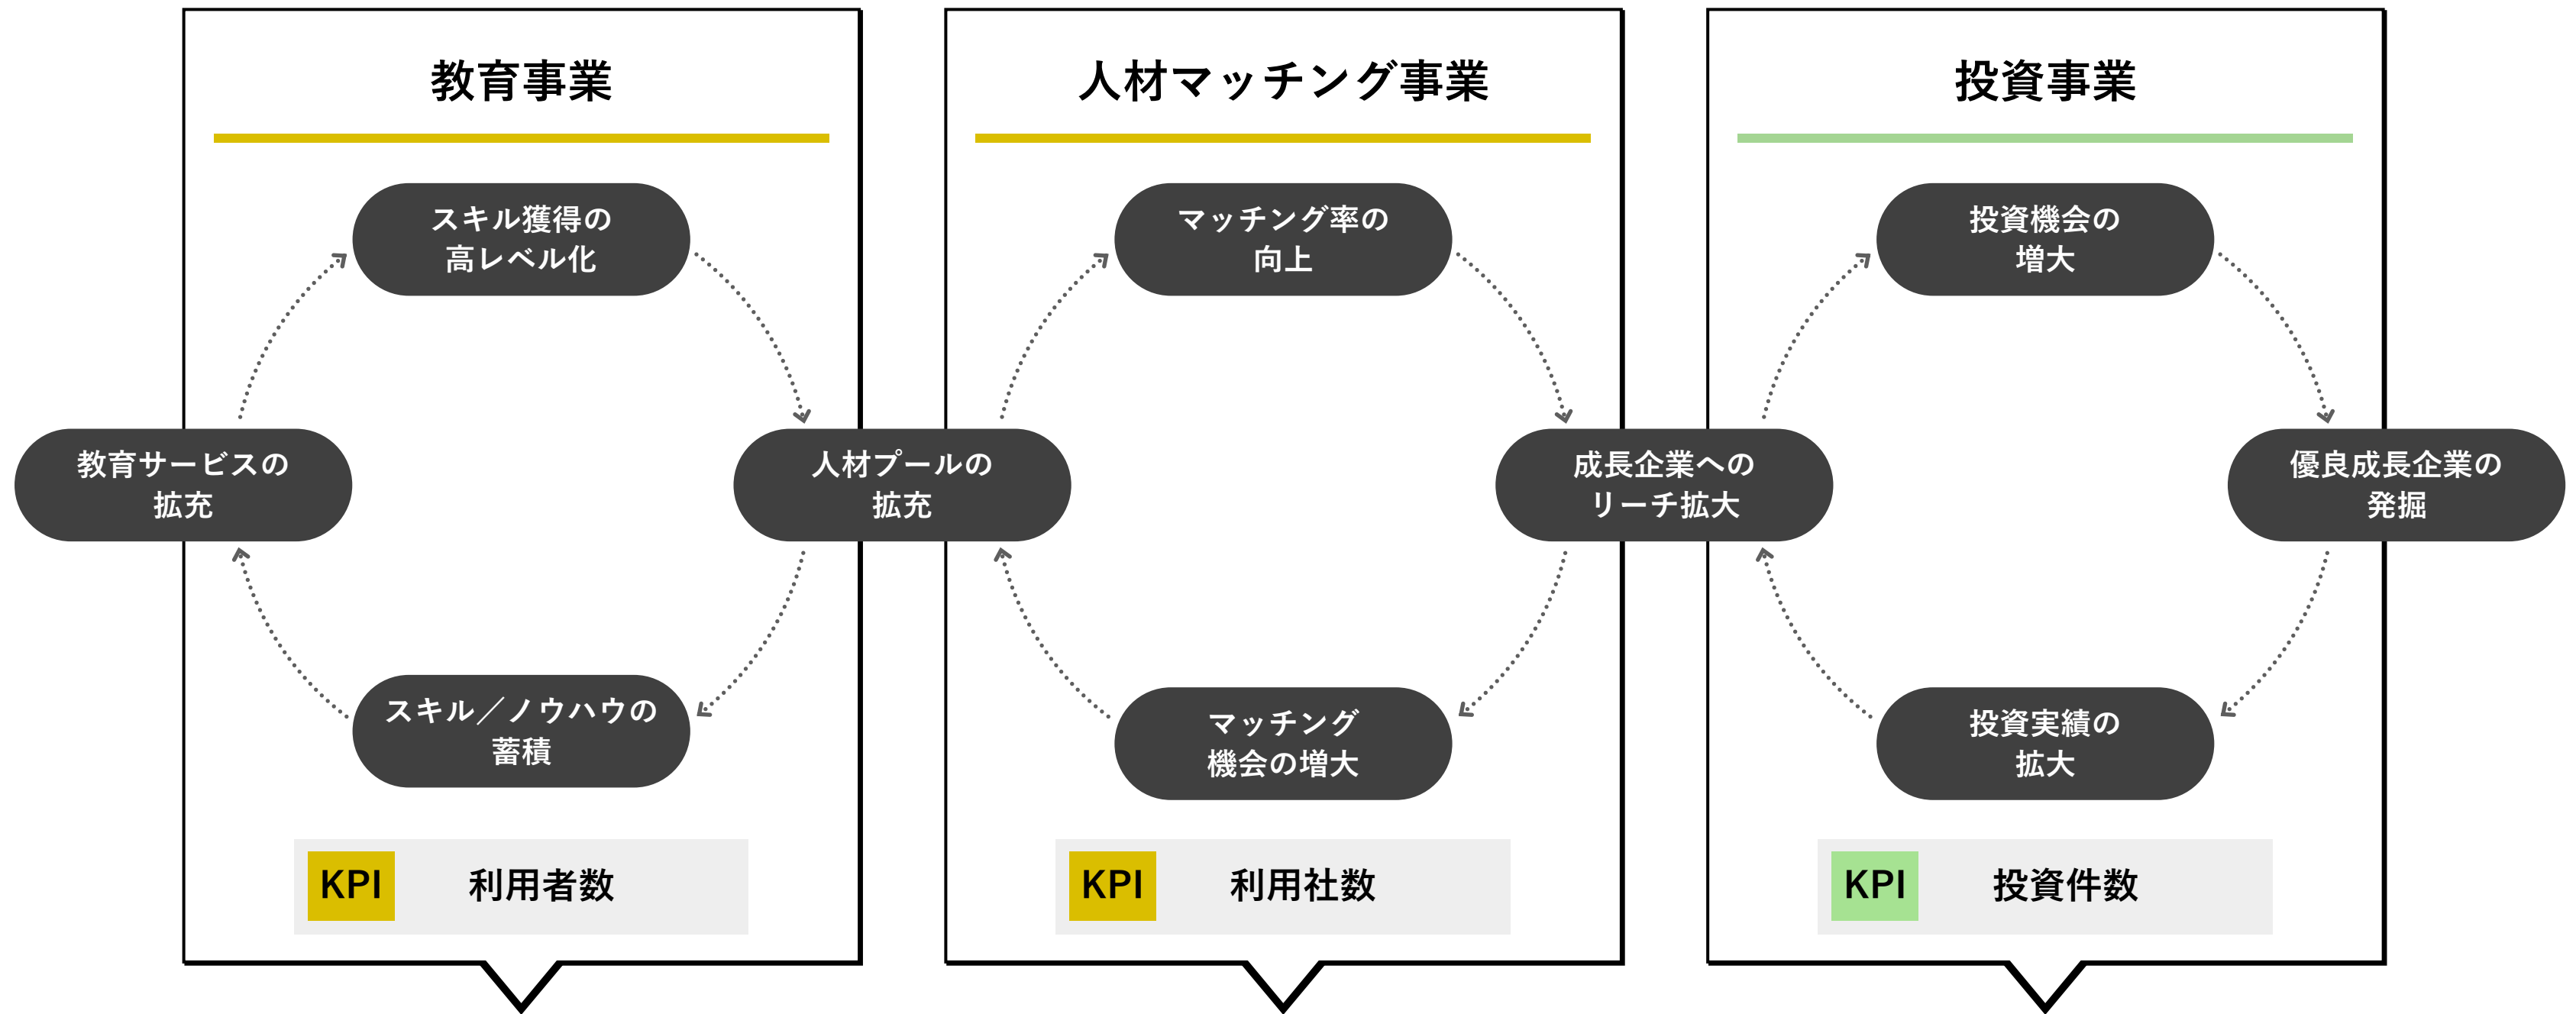 教育事業
スキル獲得の
高レベル化
教育サービスの
拡充
人材プールの
拡充
スキル／ノウハウの
蓄積
KPI 利用者数
人材マッチング事業
マッチング率の
向上
成長企業への
リーチ拡大
マッチング
機会の増大
KPI 利用社数
投資事業
投資機会の
増大
優良成長企業の
発掘
投資実績の
拡大
KPI 投資件数